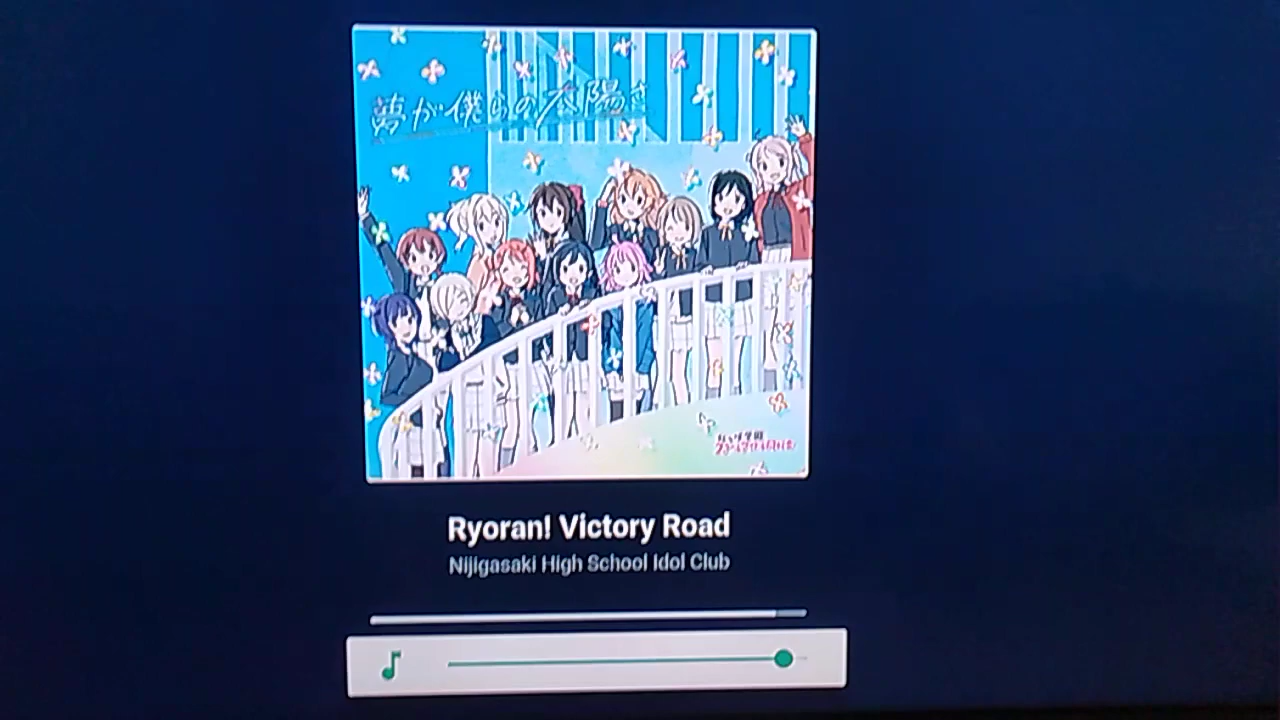 夢が僕らの太陽さ
Ryoran! Victory Road
Nijigasaki High School Idol Club